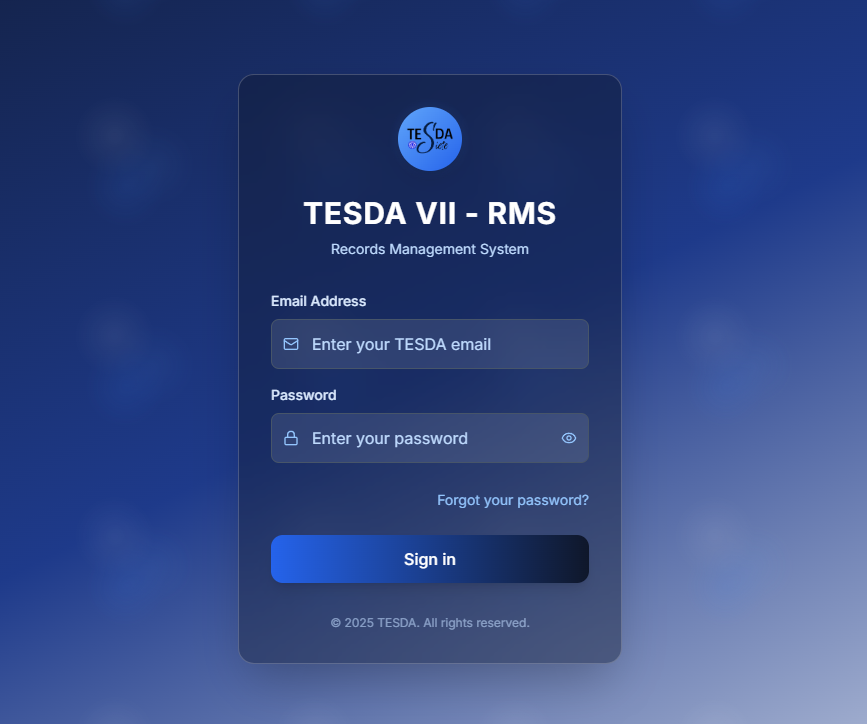 TESDA
Site
TESDA VII - RMS
Records Management System
Email Address
Enter your TESDA email
Password
Enter your password
Forgot your password?
Sign in
© 2025 TESDA. All rights reserved.